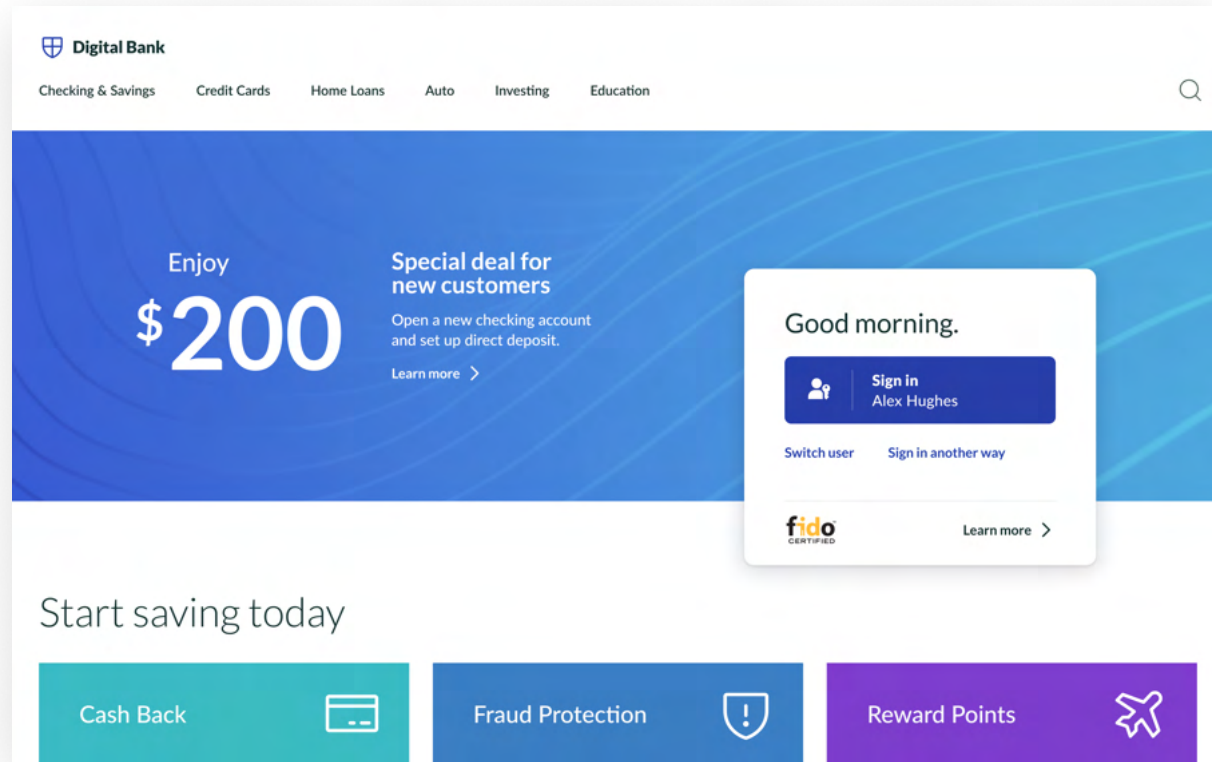 Digital Bank
Checking & Savings
Credit Cards
Home Loans
Auto
Investing
Education
Enjoy
$200
Special deal for
new customers
Open a new checking account
and set up direct deposit.
Learn more
Good morning.
Sign in
Alex Hughes
Switch user
Sign in another way
fido
CERTIFIED
Learn more
Start saving today
Cash Back
Fraud Protection
Reward Points